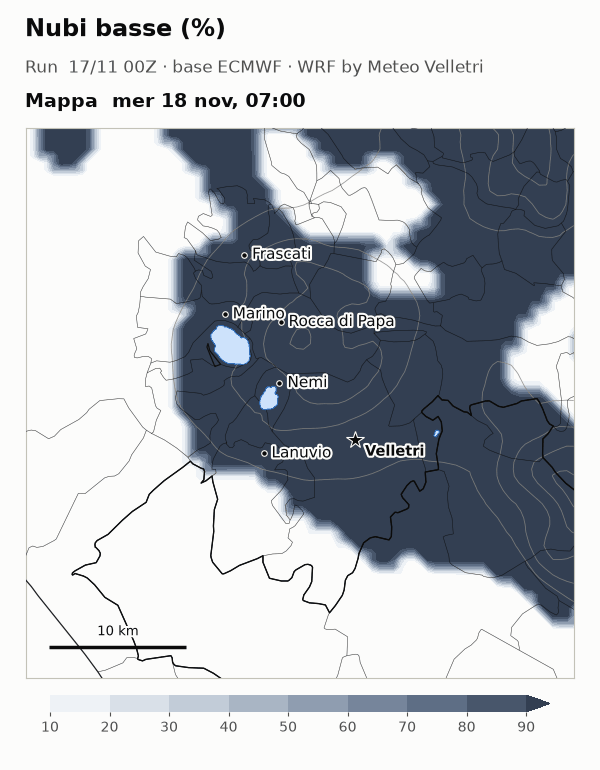 Nubi basse (%)
Run  17/11 00Z · base ECMWF · WRF by Meteo Velletri
Mappa  mer 18 nov, 07:00
Frascati
Marino
Rocca di Papa
Nemi
Velletri
Lanuvio
10 km
10 20 30 40 50 60 70 80 90